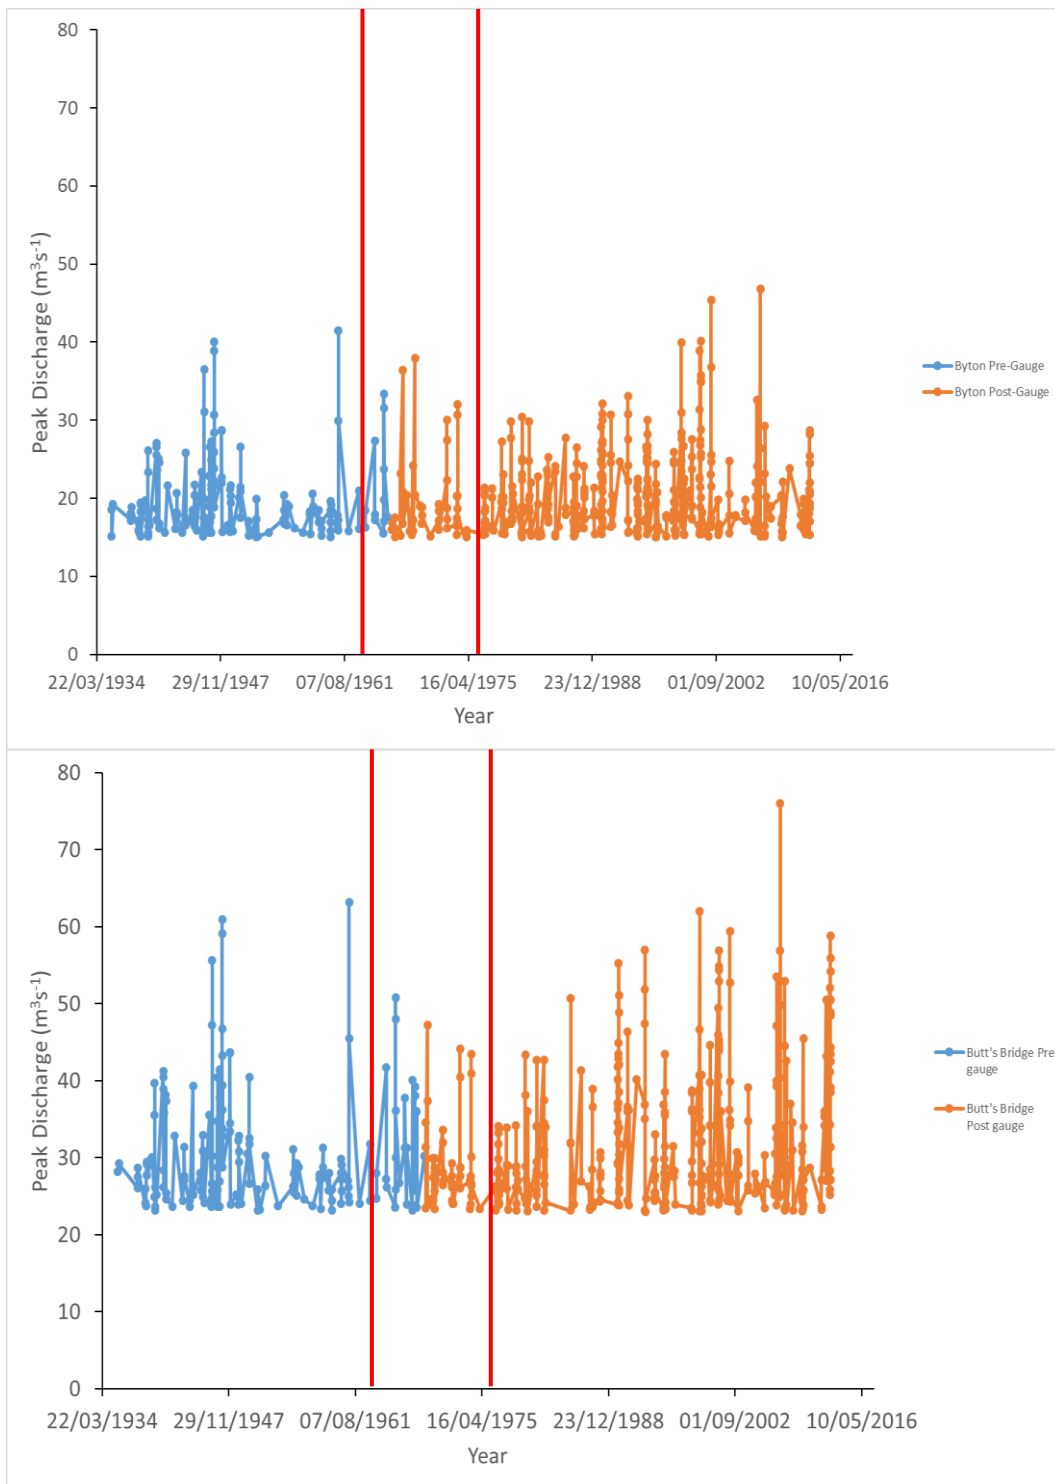 80
70
60
50
40
30
20
10
0
Peak Discharge (m³s⁻¹)
22/03/1934 29/11/1947 07/08/1961 16/04/1975 23/12/1988 01/09/2002 10/05/2016
Year
Byton Pre-Gauge
Byton Post-Gauge
80
70
60
50
40
30
20
10
0
Peak Discharge (m³s⁻¹)
22/03/1934 29/11/1947 07/08/1961 16/04/1975 23/12/1988 01/09/2002 10/05/2016
Year
Butt's Bridge Pre
gauge
Butt's Bridge
Post gauge